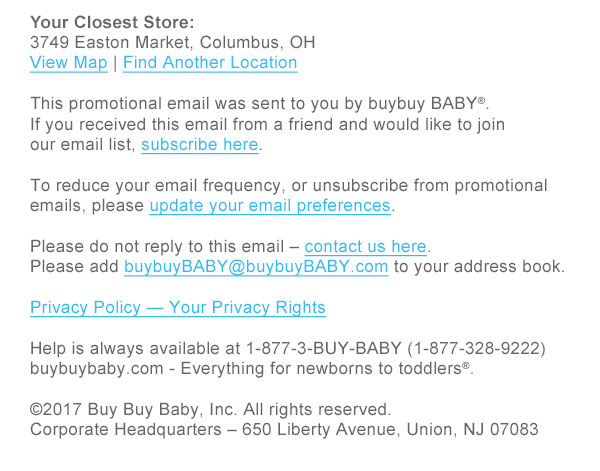 Your Closest Store:
3749 Easton Market, Columbus, OH
View Map | Find Another Location
This promotional email was sent to you by buybuy BABY®.
If you received this email from a friend and would like to join
our email list, subscribe here.
To reduce your email frequency, or unsubscribe from promotional
emails, please update your email preferences.
Please do not reply to this email – contact us here.
Please add buybuyBABY@buybuyBABY.com to your address book.
Privacy Policy — Your Privacy Rights
Help is always available at 1-877-3-BUY-BABY (1-877-328-9222)
buybuybaby.com - Everything for newborns to toddlers®.
©2017 Buy Buy Baby, Inc. All rights reserved.
Corporate Headquarters – 650 Liberty Avenue, Union, NJ 07083